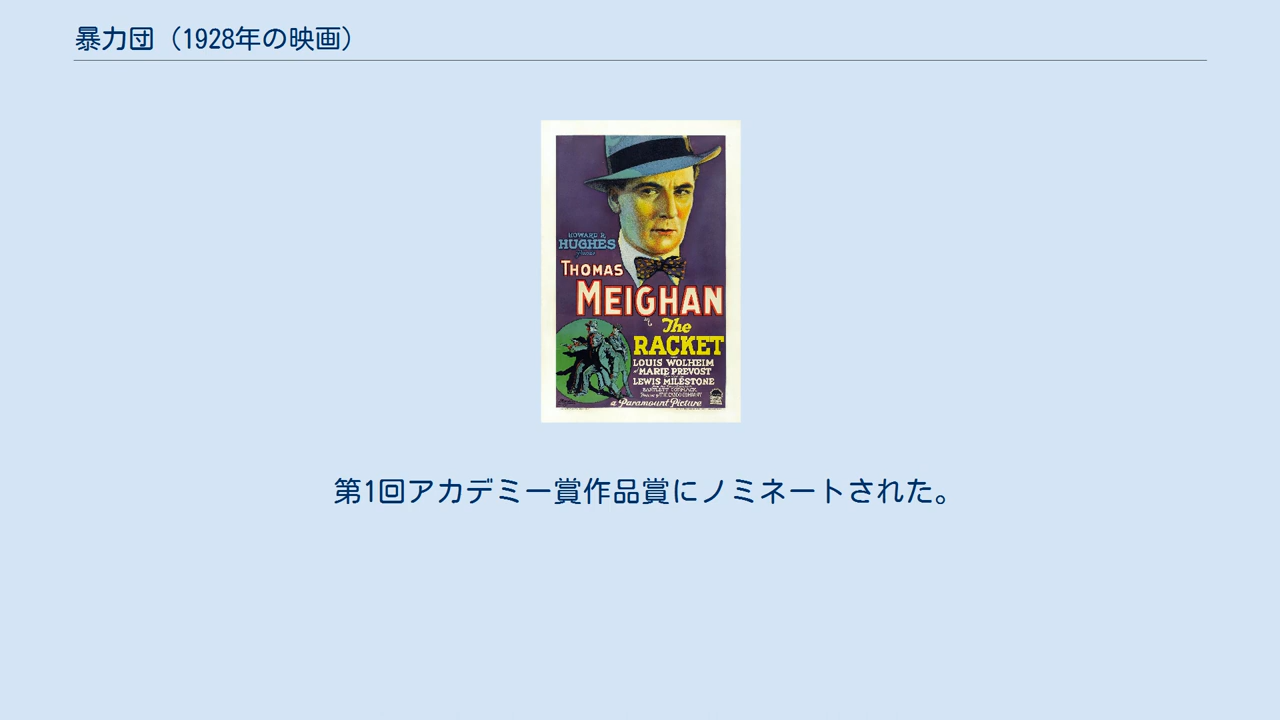 暴力団（1928年の映画）
HOWARD R.
HUGHES
THOMAS
MEIGHAN
The
RACKET
LOUIS WOLHEIM
MARIE PREVOST
LEWIS MILESTONE
a Paramount Picture
第1回アカデミー賞作品賞にノミネートされた。